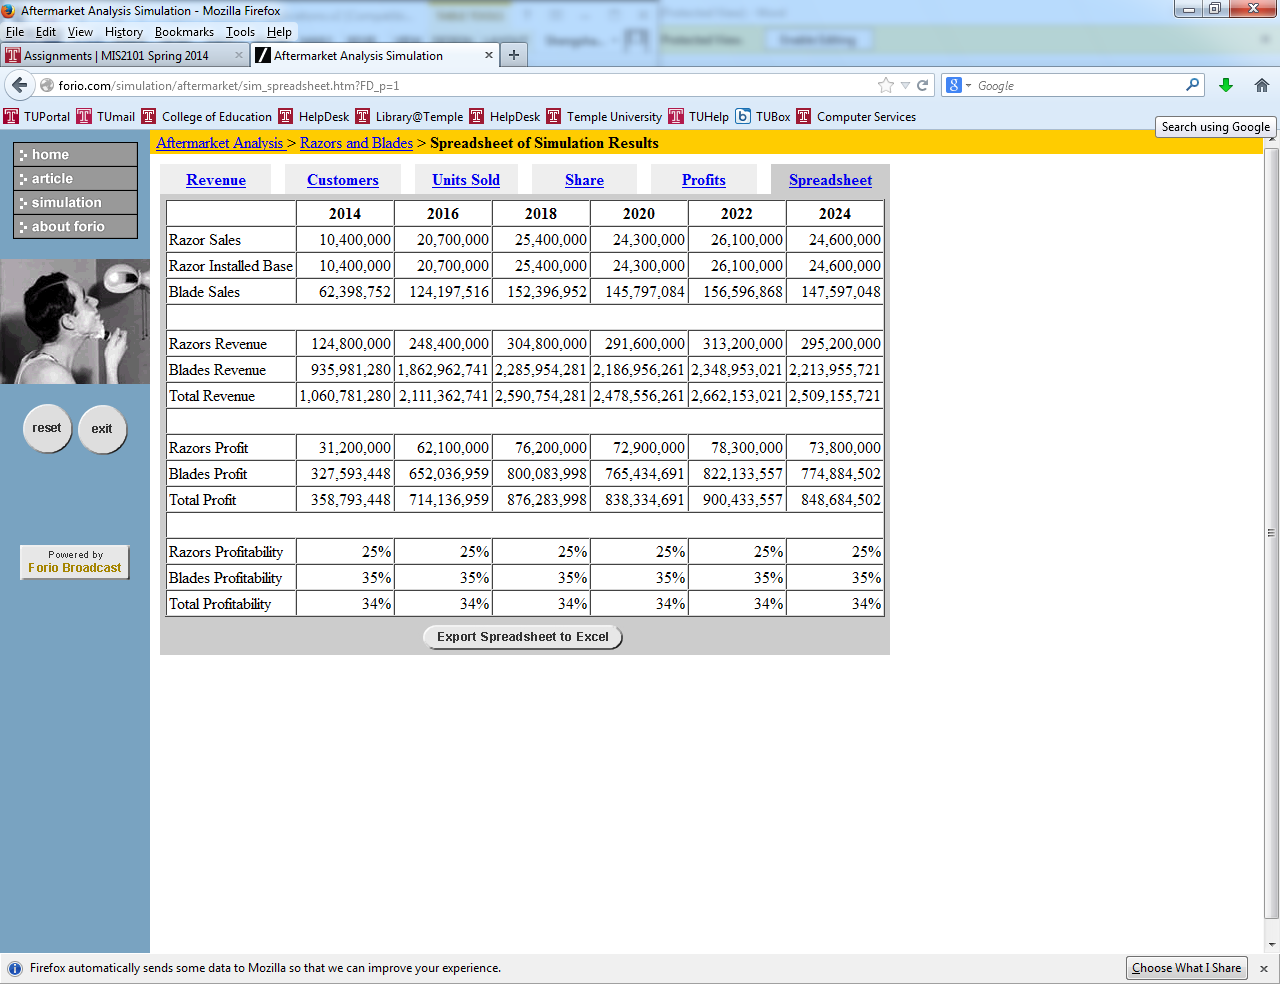 Aftermarket Analysis Simulation - Mozilla Firefox
File Edit View History Bookmarks Tools Help
Assignments | MIS2101 Spring 2014 × Aftermarket Analysis Simulation × +
forio.com/simulation/aftermarket/sim_spreadsheet.htm?FD_p=1 Google
TUPortal TUmail College of Education HelpDesk Library@Temple HelpDesk Temple University TUHelp TUBox Computer Services
Search using Google
Aftermarket Analysis > Razors and Blades > Spreadsheet of Simulation Results
home
article
simulation
about forio
reset exit
Powered by
Forio Broadcast
Revenue Customers Units Sold Share Profits Spreadsheet
2014 2016 2018 2020 2022 2024
Razor Sales 10,400,000 20,700,000 25,400,000 24,300,000 26,100,000 24,600,000
Razor Installed Base 10,400,000 20,700,000 25,400,000 24,300,000 26,100,000 24,600,000
Blade Sales 62,398,752 124,197,516 152,396,952 145,797,084 156,596,868 147,597,048
Razors Revenue 124,800,000 248,400,000 304,800,000 291,600,000 313,200,000 295,200,000
Blades Revenue 935,981,280 1,862,962,741 2,285,954,281 2,186,956,261 2,348,953,021 2,213,955,721
Total Revenue 1,060,781,280 2,111,362,741 2,590,754,281 2,478,556,261 2,662,153,021 2,509,155,721
Razors Profit 31,200,000 62,100,000 76,200,000 72,900,000 78,300,000 73,800,000
Blades Profit 327,593,448 652,036,959 800,083,998 765,434,691 822,133,557 774,884,502
Total Profit 358,793,448 714,136,959 876,283,998 838,334,691 900,433,557 848,684,502
Razors Profitability 25% 25% 25% 25% 25% 25%
Blades Profitability 35% 35% 35% 35% 35% 35%
Total Profitability 34% 34% 34% 34% 34% 34%
Export Spreadsheet to Excel
Firefox automatically sends some data to Mozilla so that we can improve your experience. Choose What I Share ×